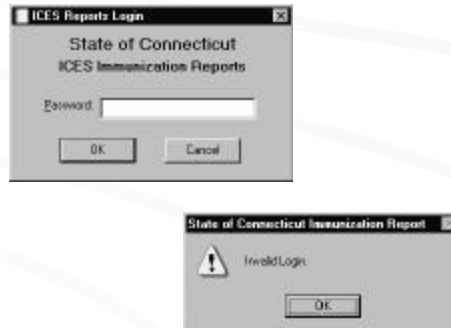 ICES Reports Login
State of Connecticut
ICES Immunization Reports
Password:
OK
Cancel
State of Connecticut Immunization Report
Invalid Login.
OK